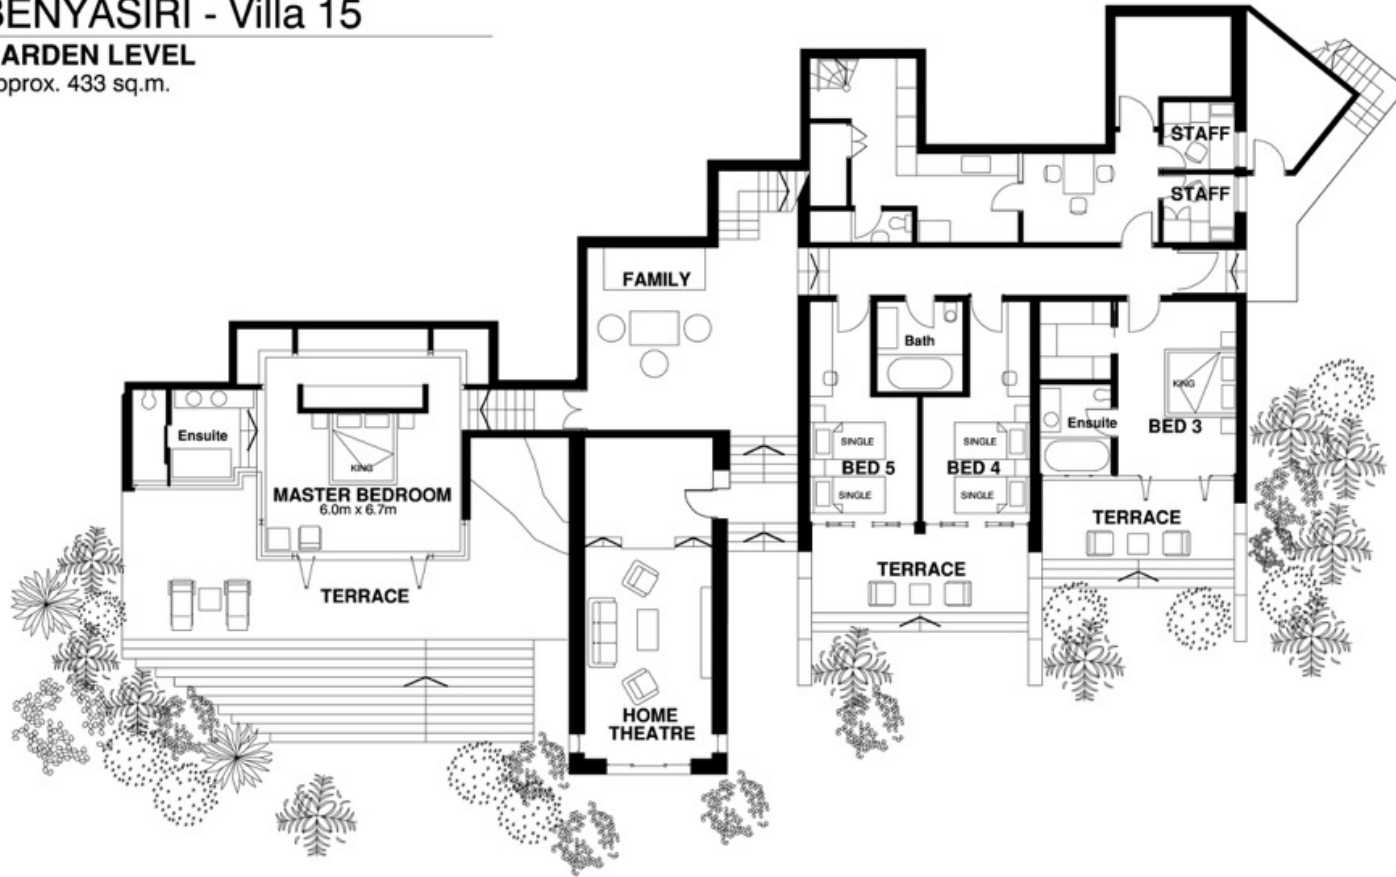 BENYASIRI - Villa 15
ARDEN LEVEL
pprox. 433 sq.m.
STAFF
STAFF
FAMILY
Bath
KING
Ensuite
BED 3
Ensuite
KING
MASTER BEDROOM
6.0m x 6.7m
SINGLE
SINGLE
BED 5
BED 4
SINGLE
SINGLE
TERRACE
TERRACE
TERRACE
HOME
THEATRE